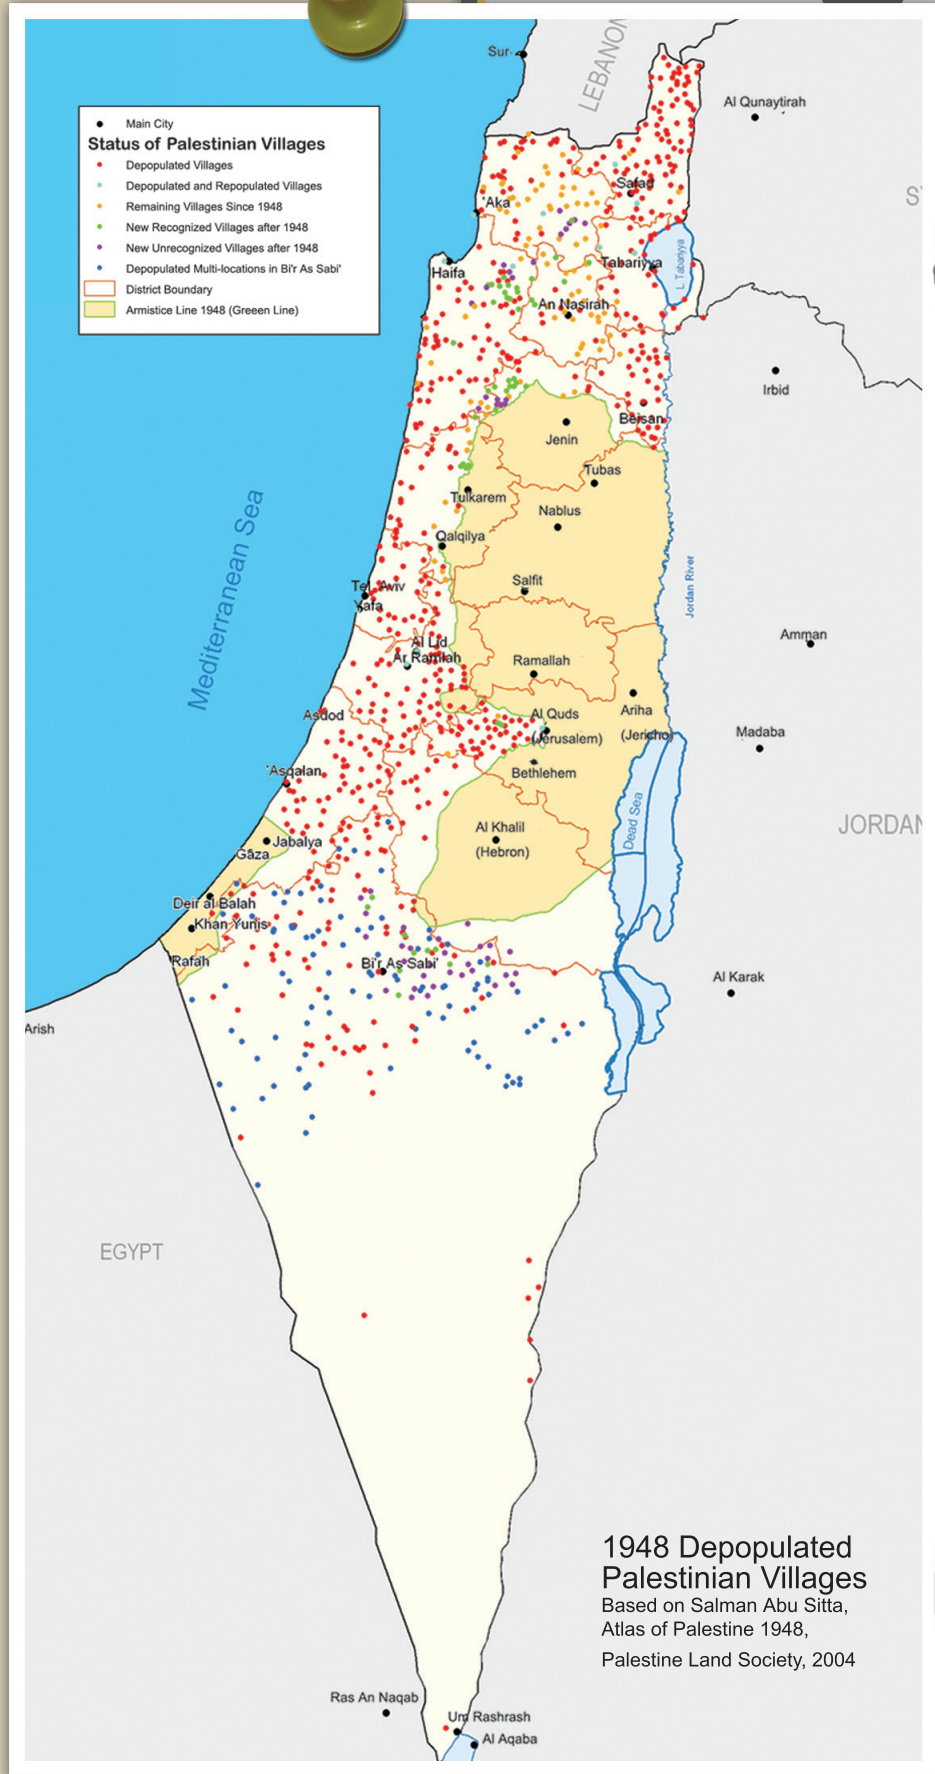 Sur
LEBANON
Al Qunaytirah
Main City
Status of Palestinian Villages
Depopulated Villages
Depopulated and Repopulated Villages
Remaining Villages Since 1948
New Recognized Villages after 1948
New Unrecognized Villages after 1948
Depopulated Multi-locations in Bi'r As Sabi'
District Boundary
Armistice Line 1948 (Greeen Line)
Safad
S
'Aka
Haifa
Tabariyya
L. Tabariyya
An Nasirah
Irbid
Beisan
Jenin
Tubas
Tulkarem
Nablus
Mediterranean Sea
Qalqilya
Jordan River
Salfit
Tel Aviv
Yafa
Amman
Al Lid
Ar Ramlah
Ramallah
Asdod
Al Quds
(Jerusalem)
Ariha
(Jericho)
Madaba
'Asqalan
Bethlehem
Dead Sea
Al Khalil
(Hebron)
JORDAN
Jabalya
Gaza
Deir al Balah
Khan Yunis
Rafah
Bi'r As Sabi'
Al Karak
Arish
EGYPT
1948 Depopulated
Palestinian Villages
Based on Salman Abu Sitta,
Atlas of Palestine 1948,
Palestine Land Society, 2004
Ras An Naqab
Um Rashrash
Al Aqaba